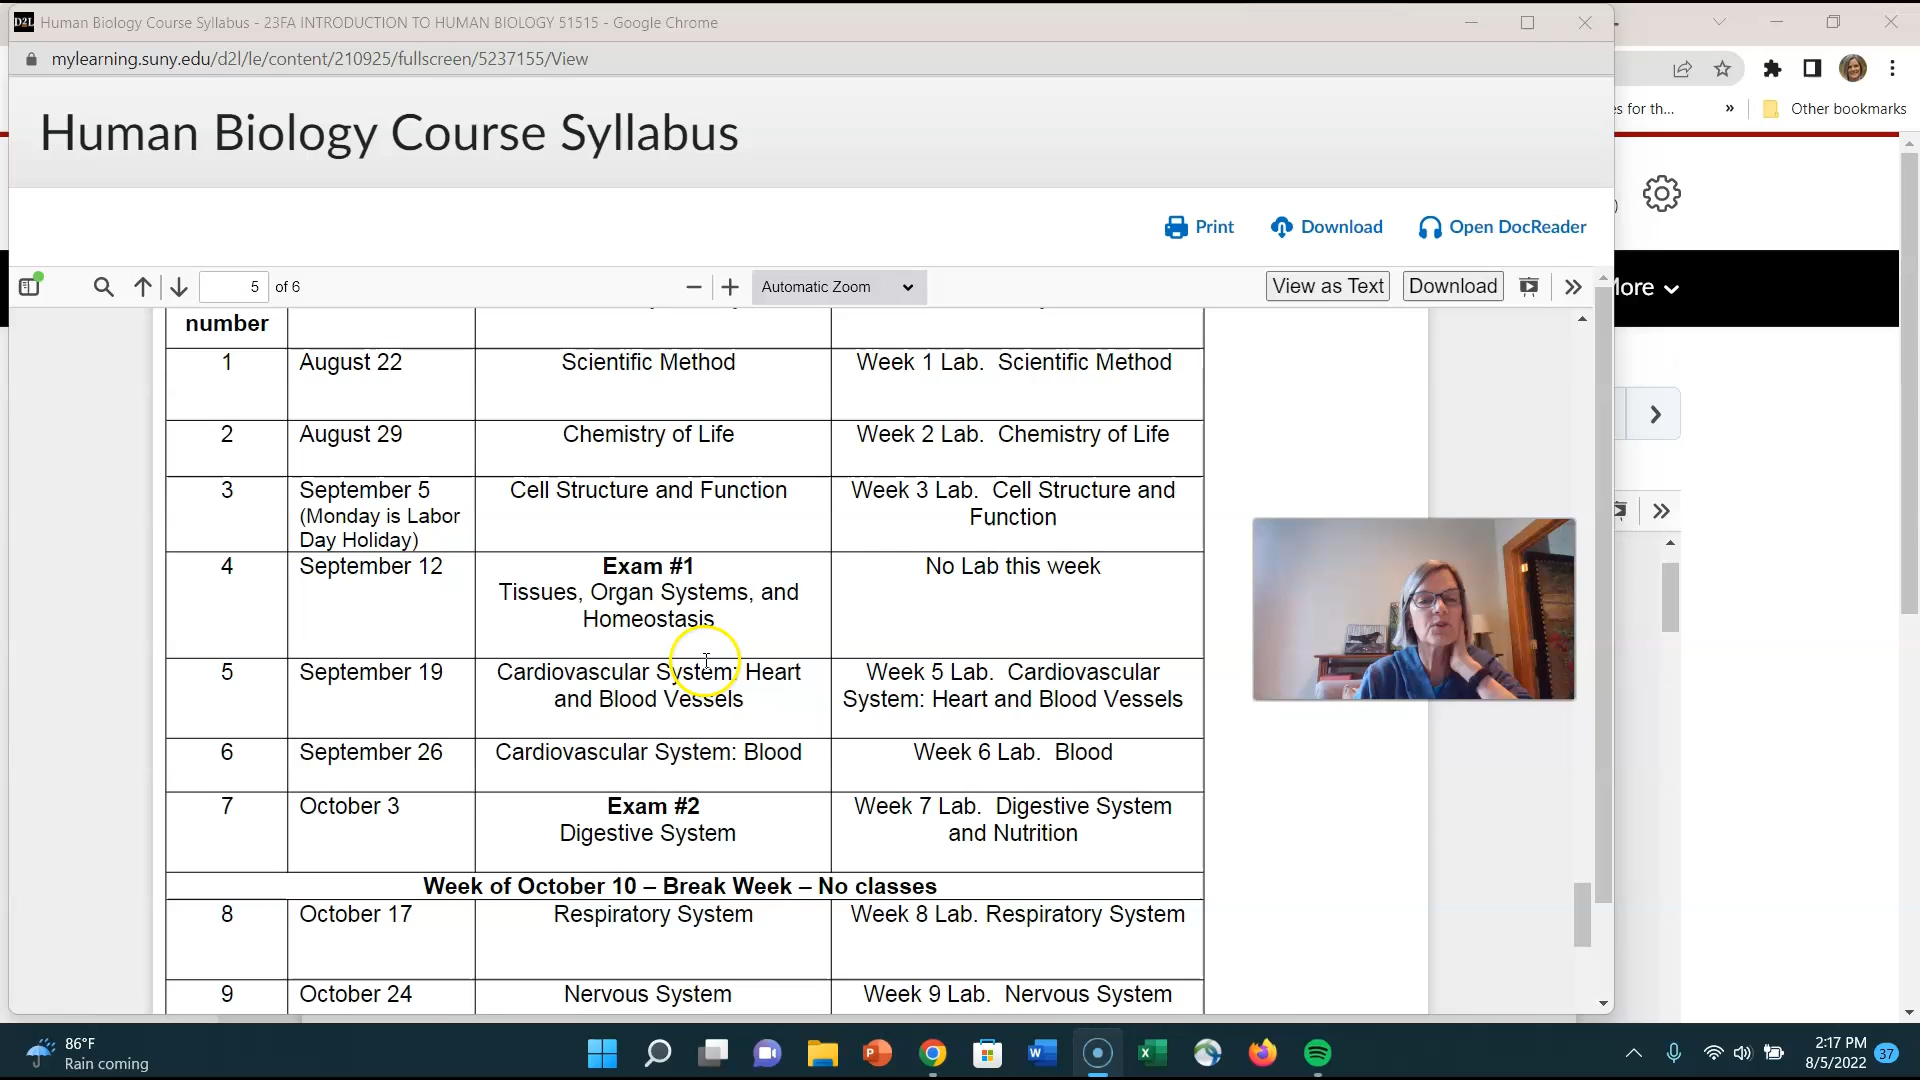 D2L Human Biology Course Syllabus - 23FA INTRODUCTION TO HUMAN BIOLOGY 51515 - Google Chrome
mylearning.suny.edu/d2l/le/content/210925/fullscreen/5237155/View
es for th... » Other bookmarks
Human Biology Course Syllabus
Print Download Open DocReader
5 of 6 Automatic Zoom View as Text Download
More
number
1 August 22 Scientific Method Week 1 Lab. Scientific Method
2 August 29 Chemistry of Life Week 2 Lab. Chemistry of Life
3 September 5 Cell Structure and Function Week 3 Lab. Cell Structure and
(Monday is Labor Function
Day Holiday)
4 September 12 Exam #1 No Lab this week
Tissues, Organ Systems, and
Homeostasis
5 September 19 Cardiovascular System: Heart Week 5 Lab. Cardiovascular
and Blood Vessels System: Heart and Blood Vessels
6 September 26 Cardiovascular System: Blood Week 6 Lab. Blood
7 October 3 Exam #2 Week 7 Lab. Digestive System
Digestive System and Nutrition
Week of October 10 – Break Week – No classes
8 October 17 Respiratory System Week 8 Lab. Respiratory System
9 October 24 Nervous System Week 9 Lab. Nervous System
86°F
Rain coming
2:17 PM
8/5/2022 37